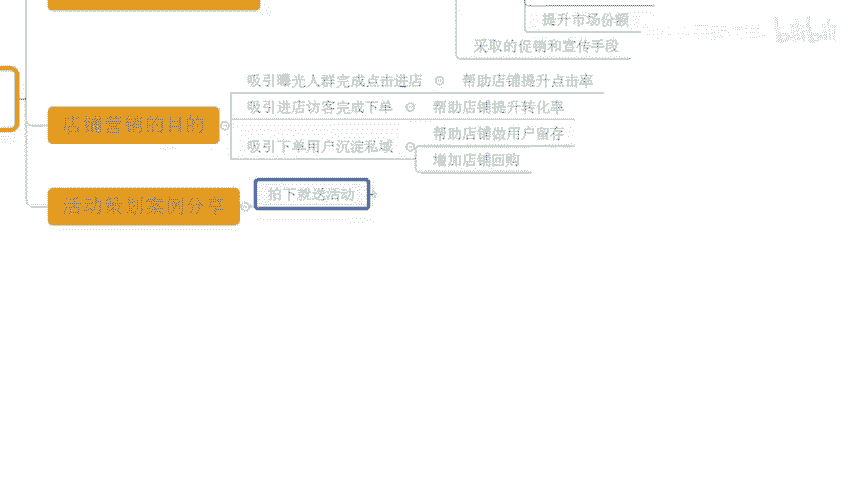 提升市场份额
采取的促销和宣传手段
吸引曝光人群完成点击进店
帮助店铺提升点击率
店铺营销的目的
吸引进店访客完成下单
帮助店铺提升转化率
吸引下单用户沉淀私域
帮助店铺做用户留存
增加店铺回购
活动策划案例分享
拍下就送活动
bilibili